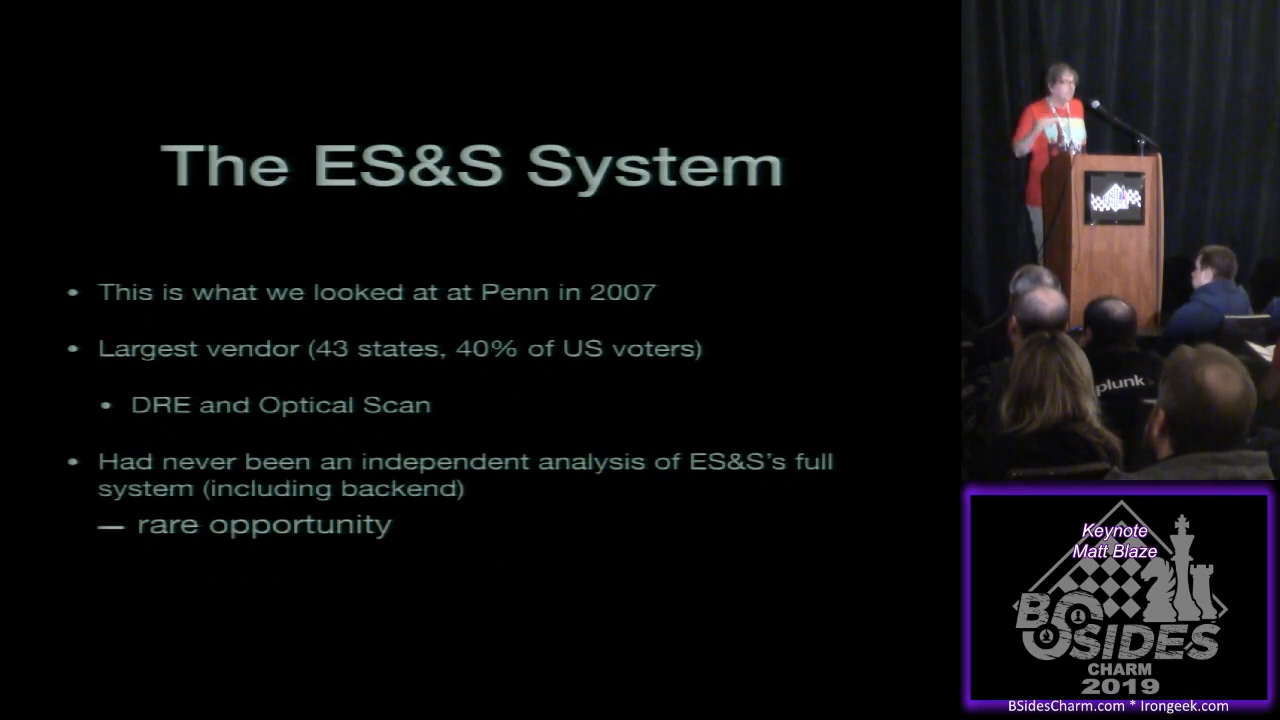 The ES&S System
• This is what we looked at at Penn in 2007
• Largest vendor (43 states, 40% of US voters)
• DRE and Optical Scan
• Had never been an independent analysis of ES&S's full
system (including backend)
— rare opportunity
plunk>
Keynote
Matt Blaze
BSIDES
CHARM
2019
BSidesCharm.com * Irongeek.com